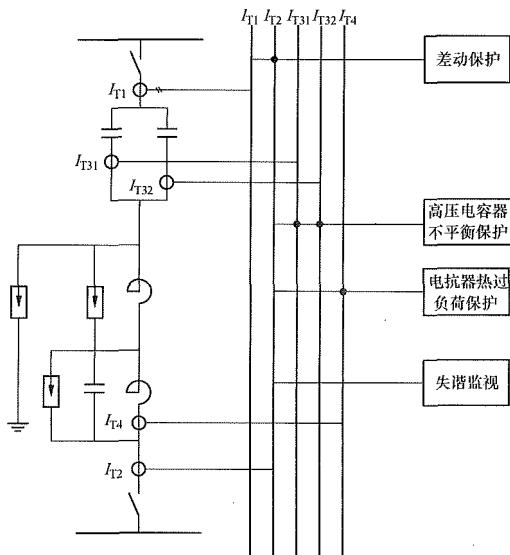 I_T1 I_T2 I_T31 I_T32 I_T4
差动保护
I_T1
I_T31
I_T32
高压电容器
不平衡保护
电抗器热过
负荷保护
失谐监视
I_T4
I_T2